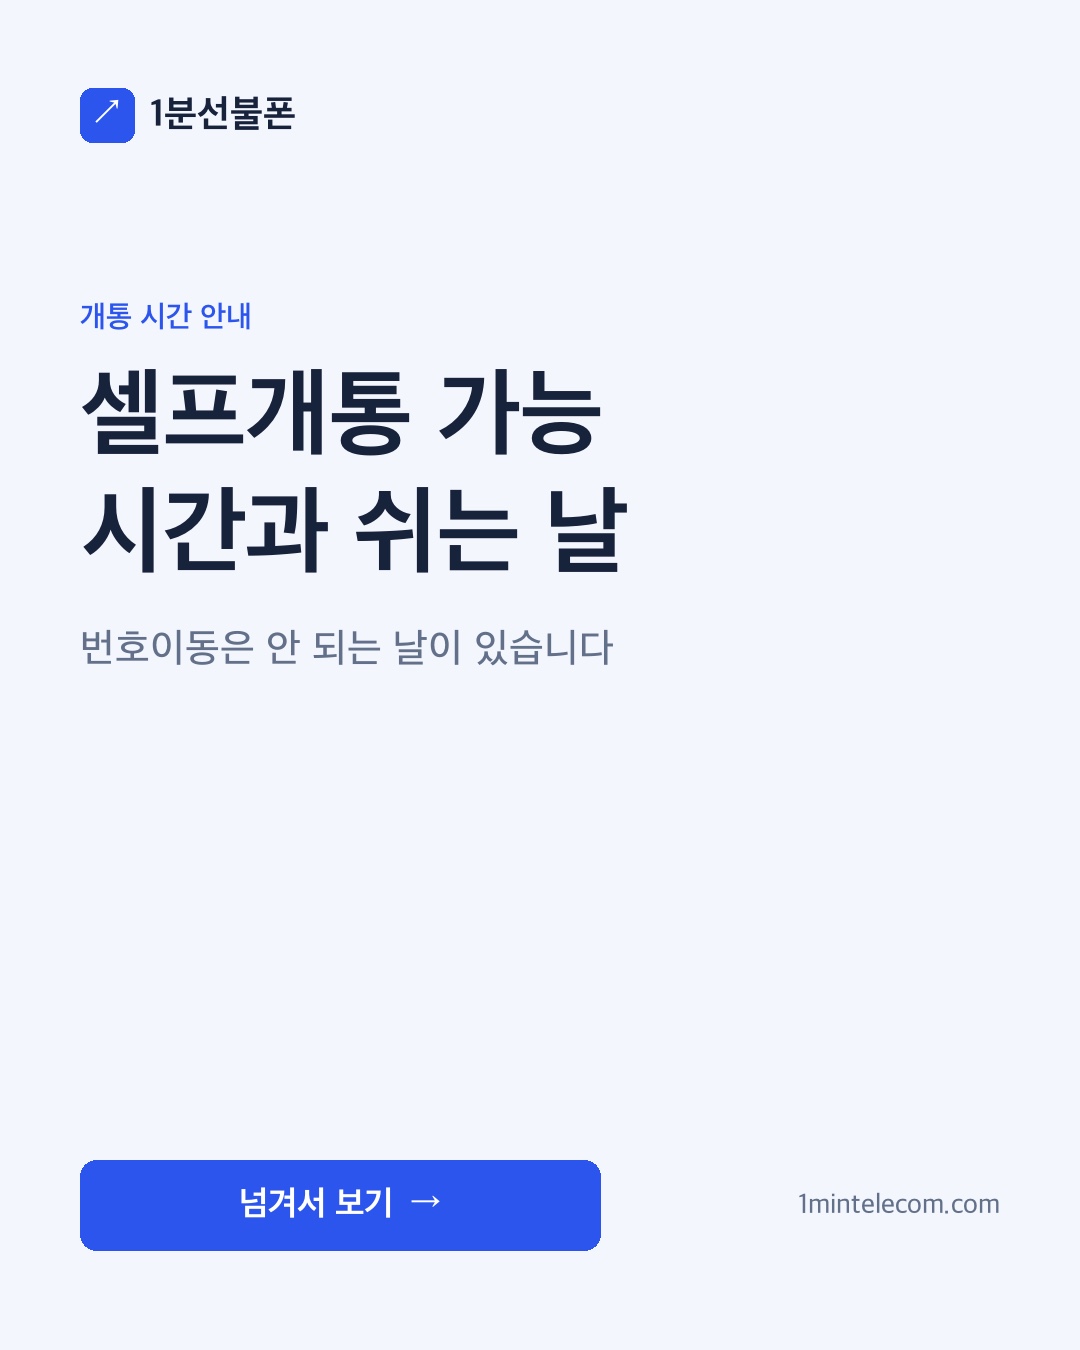 ↗ 1분선불폰
개통 시간 안내
셀프개통 가능
시간과 쉬는 날
번호이동은 안 되는 날이 있습니다
넘겨서 보기 →
1mintelecom.com